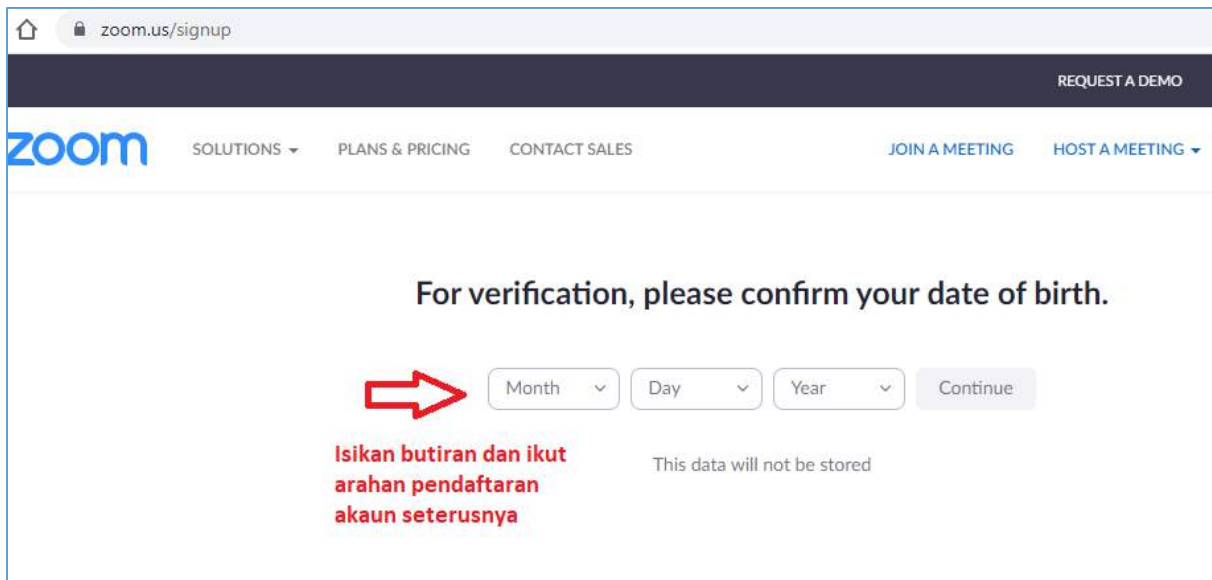 zoom.us/signup
REQUEST A DEMO
zoom SOLUTIONS PLANS & PRICING CONTACT SALES JOIN A MEETING HOST A MEETING
For verification, please confirm your date of birth.
Month Day Year Continue
Isikan butiran dan ikut
arahan pendaftaran
akaun seterusnya
This data will not be stored